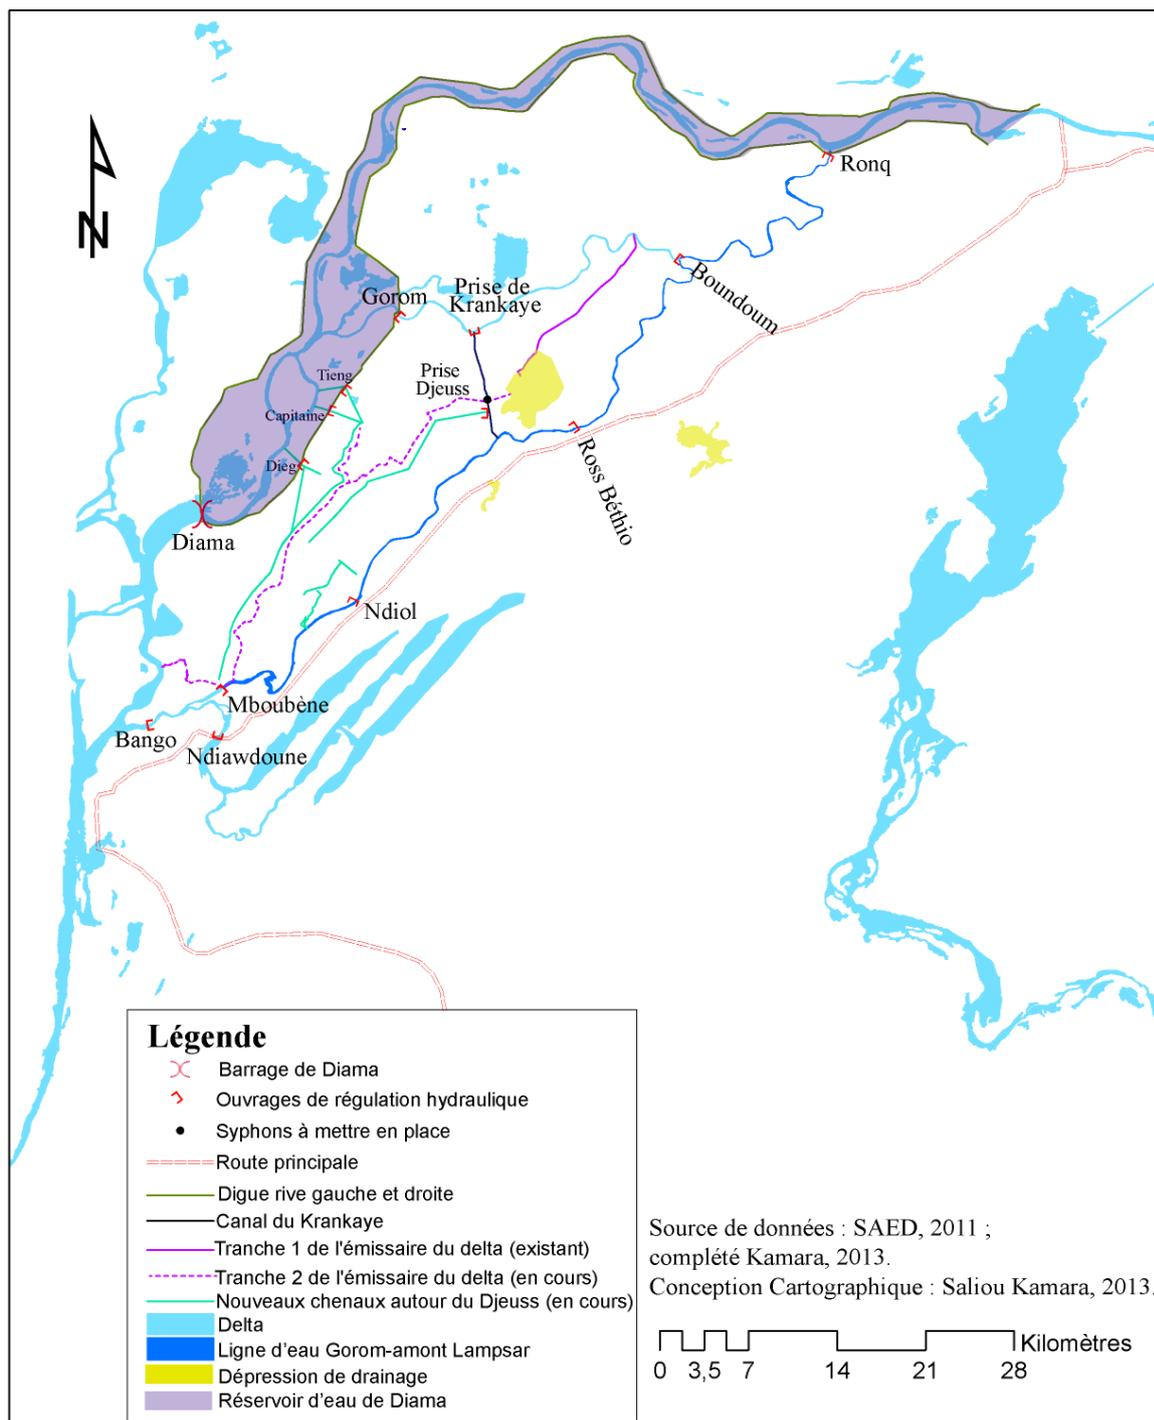 N
Ronq
Boundoum
Prise de
Krankaye
Gorom
Prise
Djeuss
Tieng
Capitaine
Dieg
Ross Béthio
Diama
Ndiol
Mboubène
Bango
Ndiawdoune
Légende
Barrage de Diama
Ouvrages de régulation hydraulique
Syphons à mettre en place
Route principale
Digue rive gauche et droite
Canal du Krankaye
Tranche 1 de l'émissaire du delta (existant)
Tranche 2 de l'émissaire du delta (en cours)
Nouveaux chenaux autour du Djeuss (en cours)
Delta
Ligne d'eau Gorom-amont Lampsar
Dépression de drainage
Réservoir d'eau de Diama
Source de données : SAED, 2011 ;
complété Kamara, 2013.
Conception Cartographique : Saliou Kamara, 2013.
Kilomètres
0 3,5 7 14 21 28